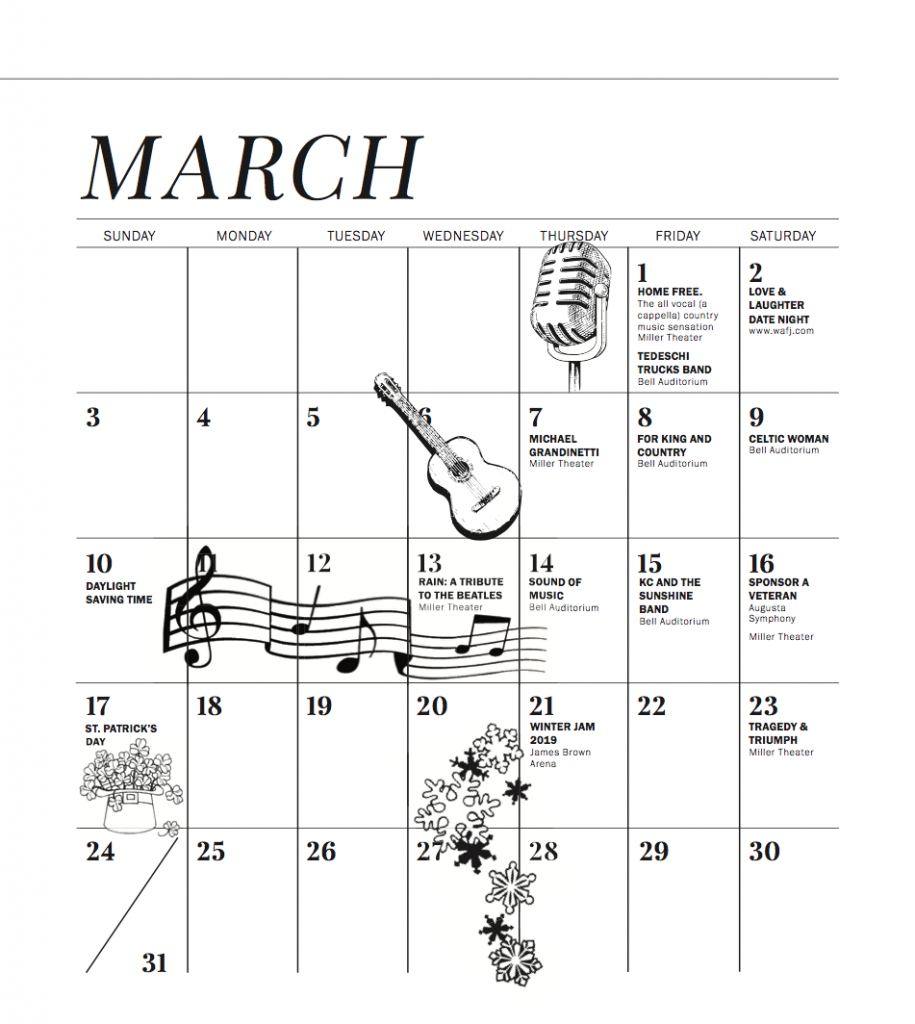 MARCH
SUNDAY MONDAY TUESDAY WEDNESDAY THURSDAY FRIDAY SATURDAY
1
HOME FREE.
The all vocal (a
cappella) country
music sensation
Miller Theater
TEDESCHI
TRUCKS BAND
Bell Auditorium
2
LOVE &
LAUGHTER
DATE NIGHT
www.wafj.com
3
4
5
6
7
MICHAEL
GRANDINETTI
Miller Theater
8
FOR KING AND
COUNTRY
Bell Auditorium
9
CELTIC WOMAN
Bell Auditorium
10
DAYLIGHT
SAVING TIME
11
12
13
RAIN: A TRIBUTE
TO THE BEATLES
Miller Theater
14
SOUND OF
MUSIC
Bell Auditorium
15
KC AND THE
SUNSHINE
BAND
Bell Auditorium
16
SPONSOR A
VETERAN
Augusta
Symphony
Miller Theater
17
ST. PATRICK'S
DAY
18
19
20
21
WINTER JAM
2019
James Brown
Arena
22
23
TRAGEDY &
TRIUMPH
Miller Theater
24
31
25
26
27
28
29
30